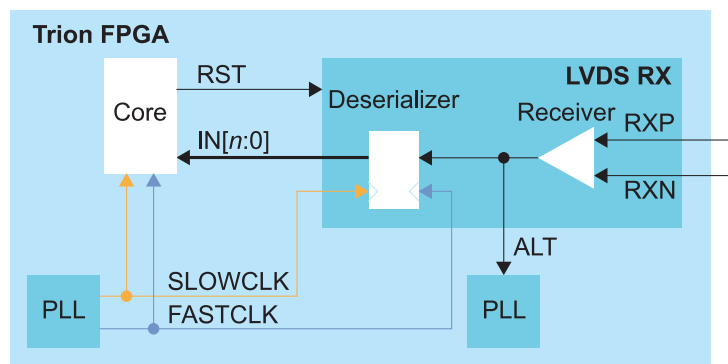 Trion FPGA
LVDS RX
RST
Deserializer
Core
Receiver
RXP
IN[n:0]
RXN
ALT
SLOWCLK
PLL
FASTCLK
PLL